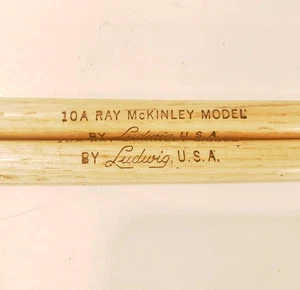 10A RAY McKINLEY MODEL
BY Ludwig, U.S.A.
BY Ludwig, U.S.A.